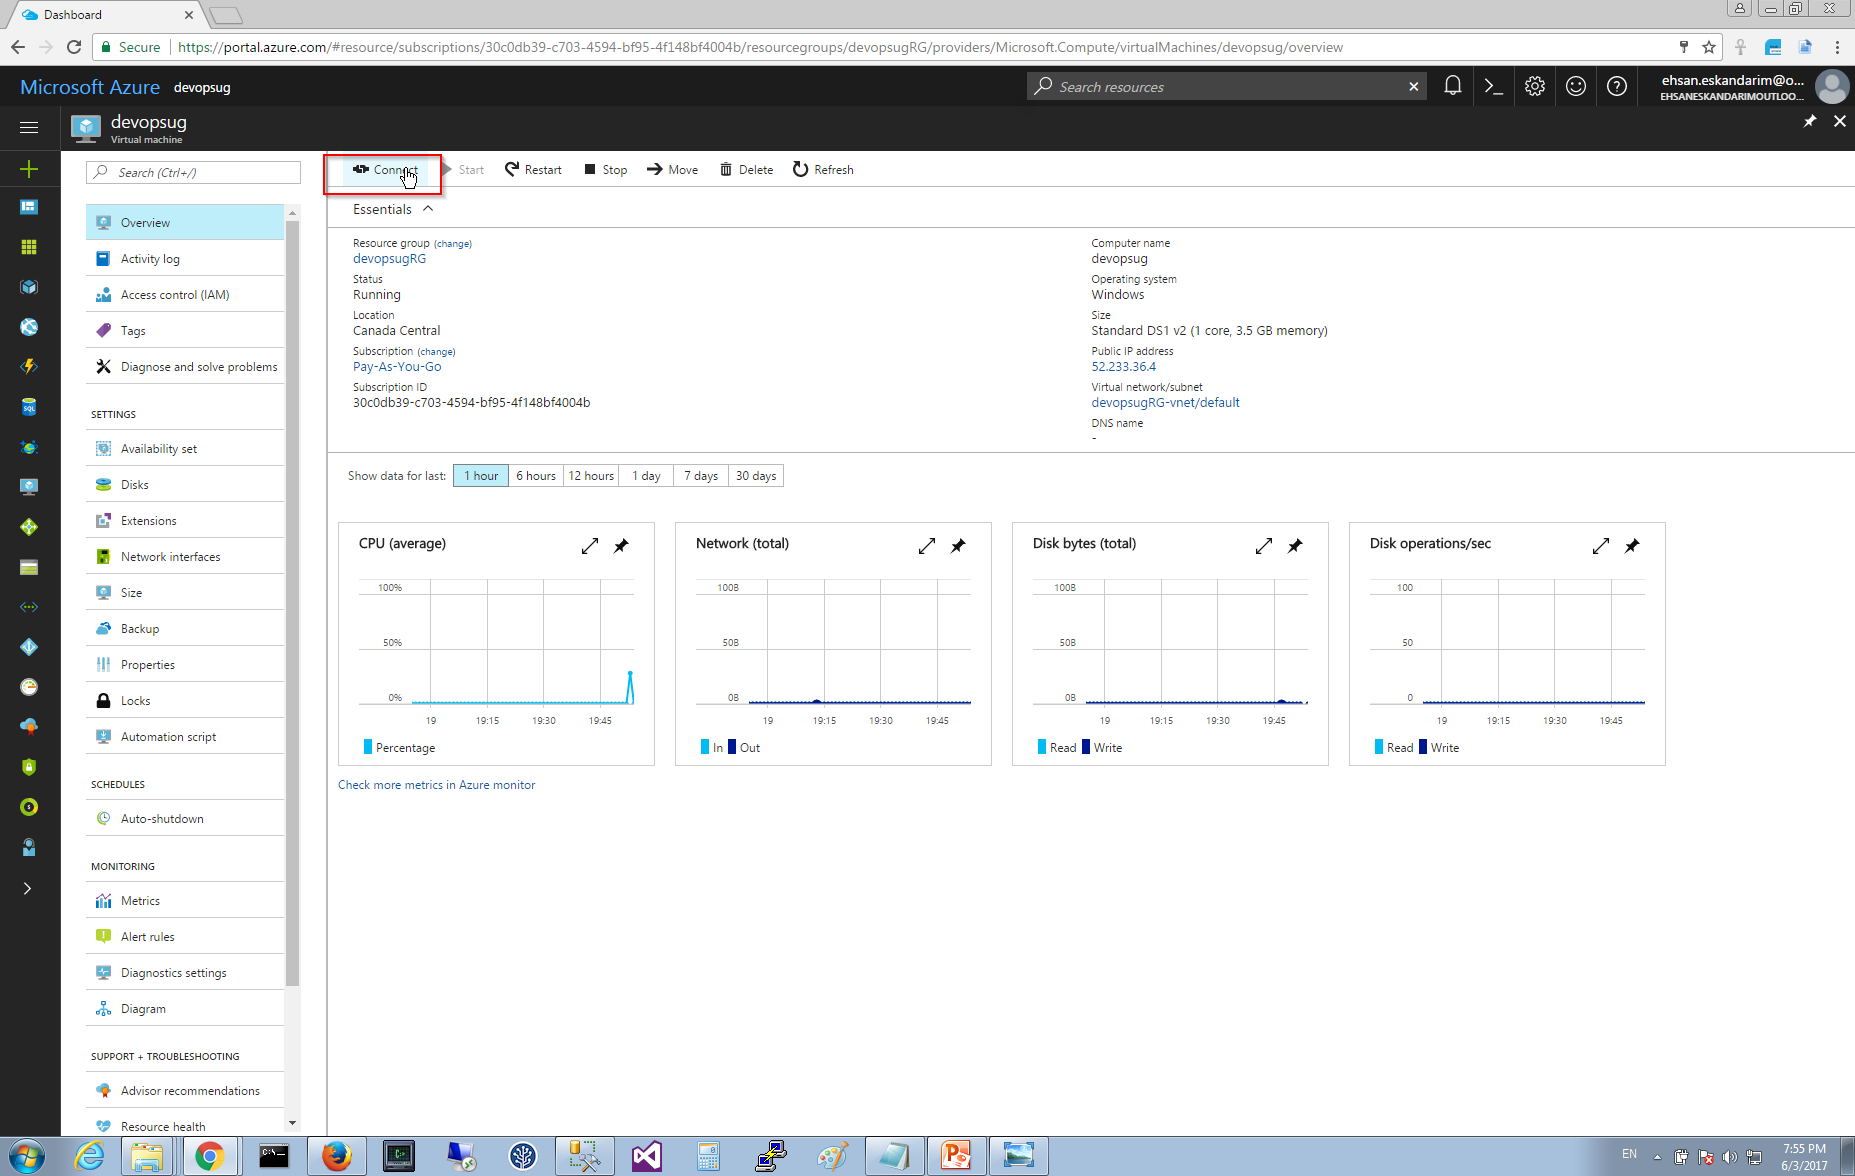 Dashboard
Secure https://portal.azure.com/#resource/subscriptions/30c0db39-c703-4594-bf95-4f148bf4004b/resourcegroups/devopsugRG/providers/Microsoft.Compute/virtualMachines/devopsug/overview
Microsoft Azure devopsug
Search resources
ehsan.eskandarim@o...
EHSANESKANDARIMOUTLOO...
devopsug
Virtual machine
Search (Ctrl+/)
Overview
Activity log
Access control (IAM)
Tags
Diagnose and solve problems
SETTINGS
Availability set
Disks
Extensions
Network interfaces
Size
Backup
Properties
Locks
Automation script
SCHEDULES
Auto-shutdown
MONITORING
Metrics
Alert rules
Diagnostics settings
Diagram
SUPPORT + TROUBLESHOOTING
Advisor recommendations
Resource health
Connect Start Restart Stop Move Delete Refresh
Essentials
Resource group (change)
devopsugRG
Status
Running
Location
Canada Central
Subscription (change)
Pay-As-You-Go
Subscription ID
30c0db39-c703-4594-bf95-4f148bf4004b
Computer name
devopsug
Operating system
Windows
Size
Standard DS1 v2 (1 core, 3.5 GB memory)
Public IP address
52.233.36.4
Virtual network/subnet
devopsugRG-vnet/default
DNS name
-
Show data for last: 1 hour 6 hours 12 hours 1 day 7 days 30 days
CPU (average)
100%
50%
0%
19 19:15 19:30 19:45
Percentage
Network (total)
100B
50B
0B
19 19:15 19:30 19:45
In Out
Disk bytes (total)
100B
50B
0B
19 19:15 19:30 19:45
Read Write
Disk operations/sec
100
50
0
19 19:15 19:30 19:45
Read Write
Check more metrics in Azure monitor
EN
7:55 PM
6/3/2017